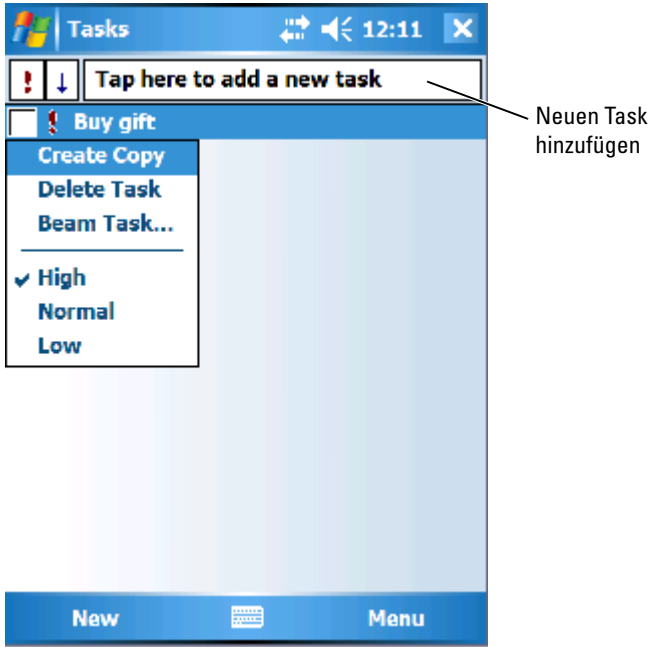 Tasks 12:11
! ↓ Tap here to add a new task
Neuen Task
hinzufügen
! Buy gift
Create Copy
Delete Task
Beam Task...
✓ High
Normal
Low
New Menu